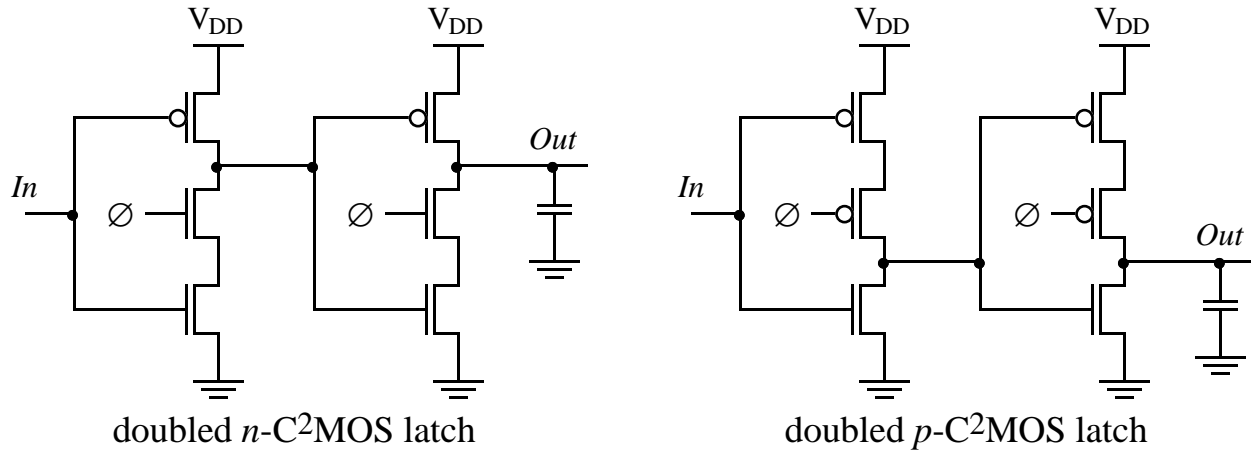 V_DD V_DD V_DD V_DD
Out
In ∅ ∅ In ∅ ∅
Out
doubled n-C²MOS latch doubled p-C²MOS latch